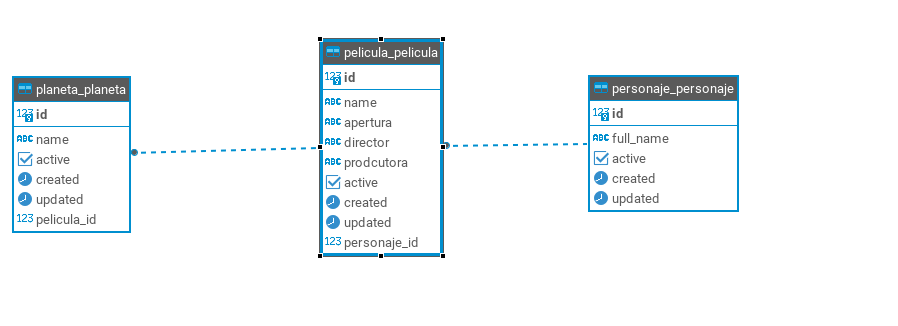 planeta_planeta
123 id
ABC name
active
created
updated
123 pelicula_id
pelicula_pelicula
123 id
ABC name
ABC apertura
ABC director
ABC prodcutora
active
created
updated
123 personaje_id
personaje_personaje
123 id
ABC full_name
active
created
updated